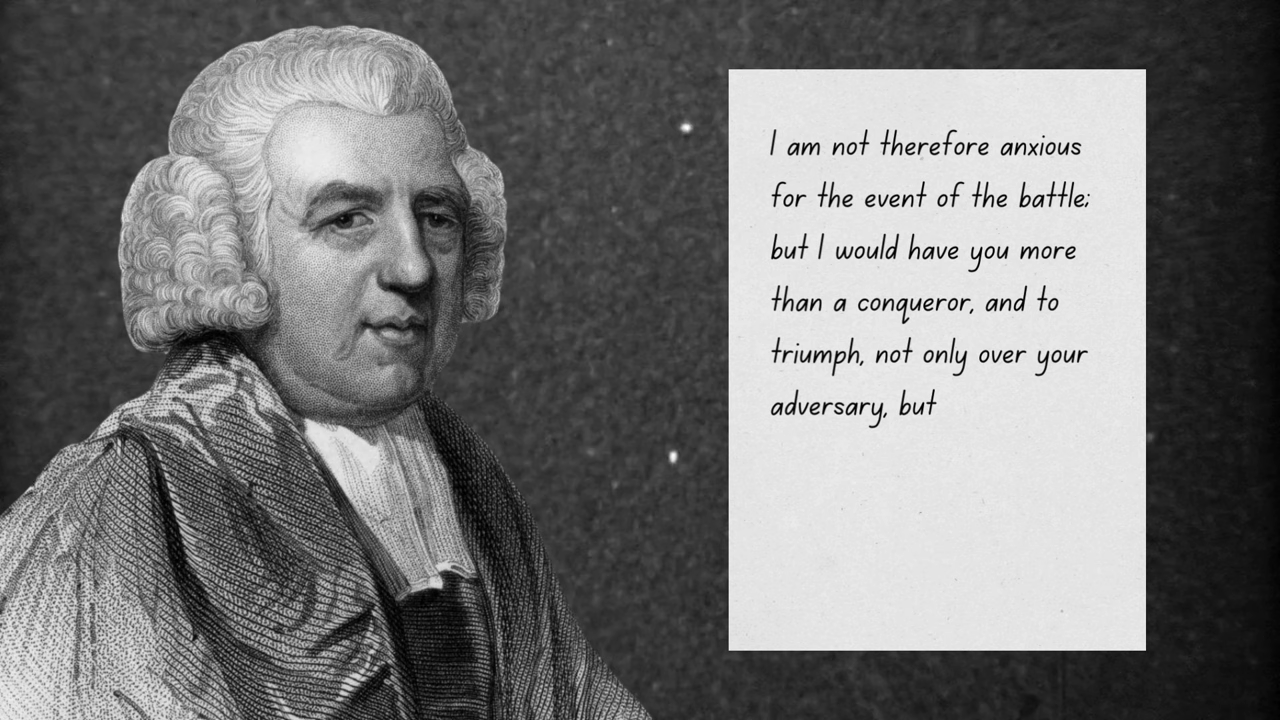 I am not therefore anxious
for the event of the battle;
but I would have you more
than a conqueror, and to
triumph, not only over your
adversary, but